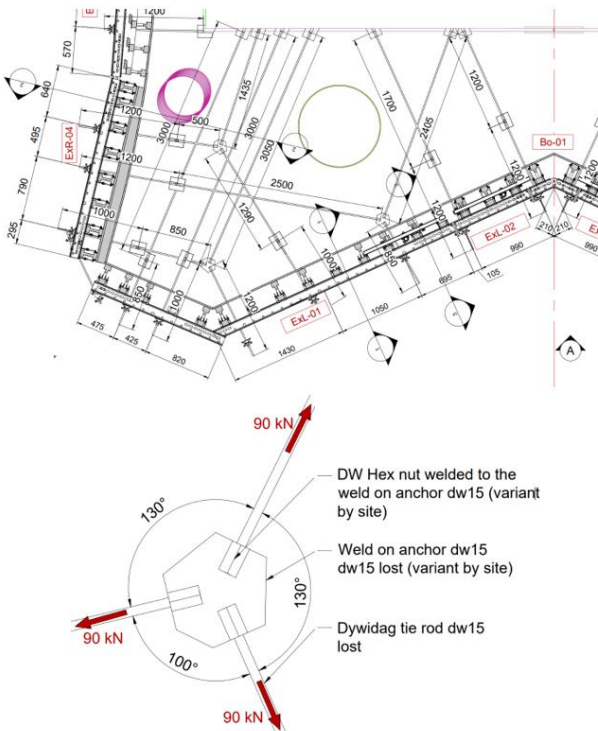 1200
570
640
495
790
295
ExR-04
1200
1200
1000
500
3000
1435
3000
3050
1290
2500
850
850
1000
1200
1000
1700
2405
1200
1200
1200
850
Bo-01
1200
210
210
ExL-02
990
990
105
695
1050
ExL-01
1430
475
425
820
A
90 kN
130°
DW Hex nut welded to the
weld on anchor dw15 (variant
by site)
Weld on anchor dw15
dw15 lost (variant by site)
130°
Dywidag tie rod dw15
lost
90 kN
100°
90 kN